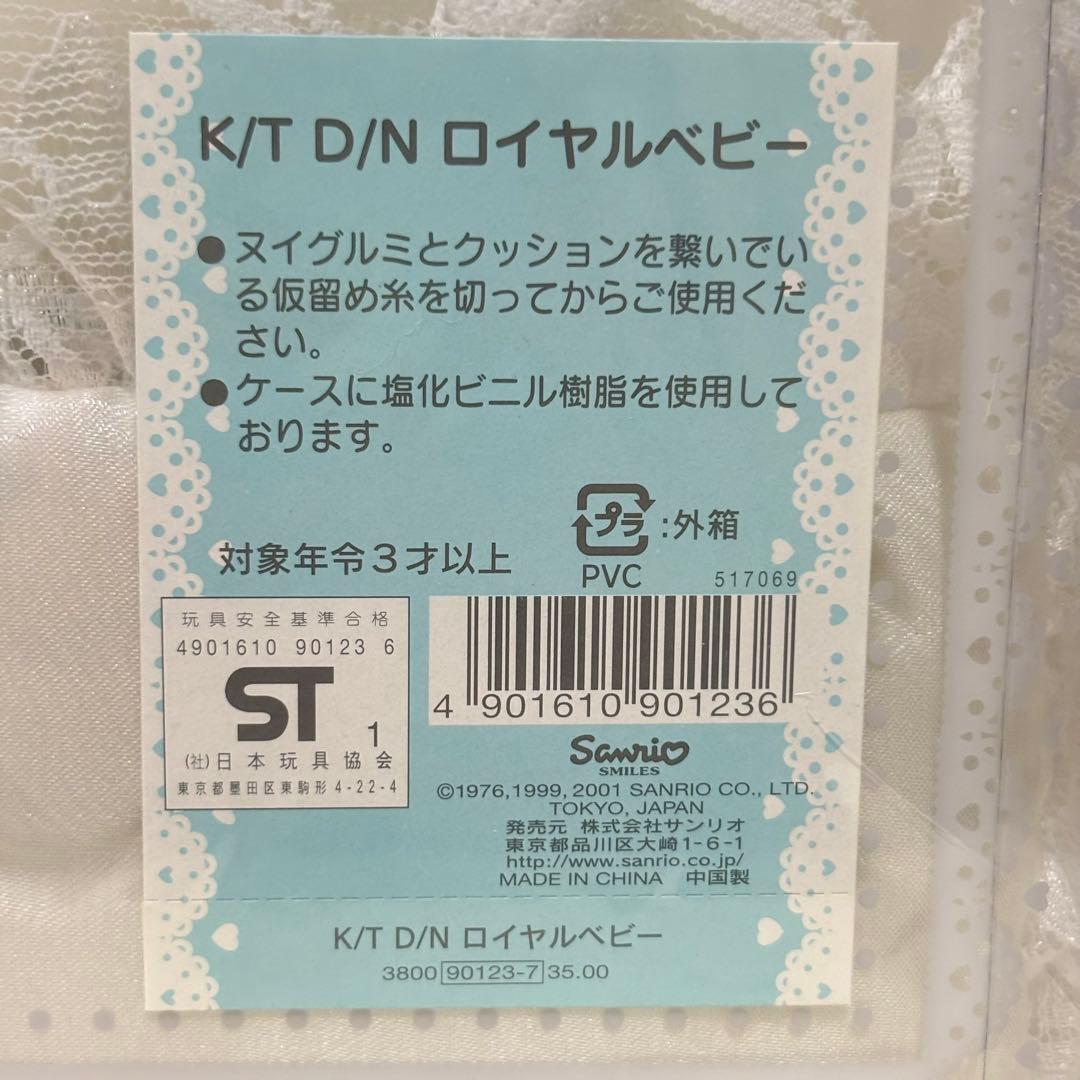 K/T D/N ロイヤルベビー
●ヌイグルミとクッションを繋いでい
る仮留め糸を切ってからご使用くだ
さい。
●ケースに塩化ビニル樹脂を使用して
おります。
プラ:外箱
PVC
対象年令3才以上
517069
玩具安全基準合格
4901610 90123 6
ST 1
(社)日本玩具協会
東京都墨田区東駒形4-22-4
4 901610 901236
Sanrio
SMILES
©1976,1999,2001 SANRIO CO., LTD.
TOKYO, JAPAN
発売元 株式会社サンリオ
東京都品川区大崎1-6-1
http://www.sanrio.co.jp/
MADE IN CHINA 中国製
K/T D/N ロイヤルベビー
3800 90123-7 35.00